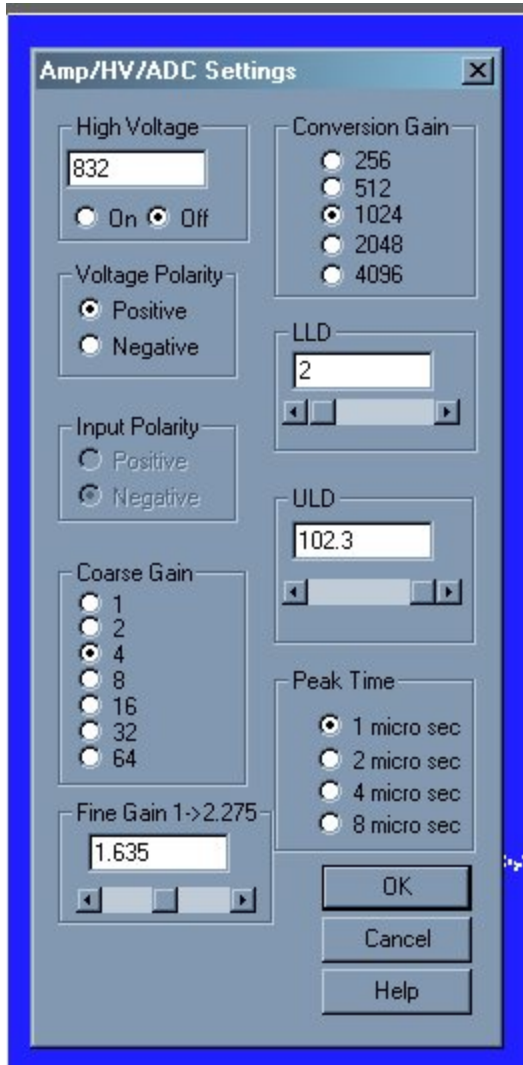 Amp/HV/ADC Settings
High Voltage
832
On Off
Voltage Polarity
Positive
Negative
Input Polarity
Positive
Negative
Coarse Gain
1
2
4
8
16
32
64
Fine Gain 1->2.275
1.635
Conversion Gain
256
512
1024
2048
4096
LLD
2
ULD
102.3
Peak Time
1 micro sec
2 micro sec
4 micro sec
8 micro sec
OK
Cancel
Help